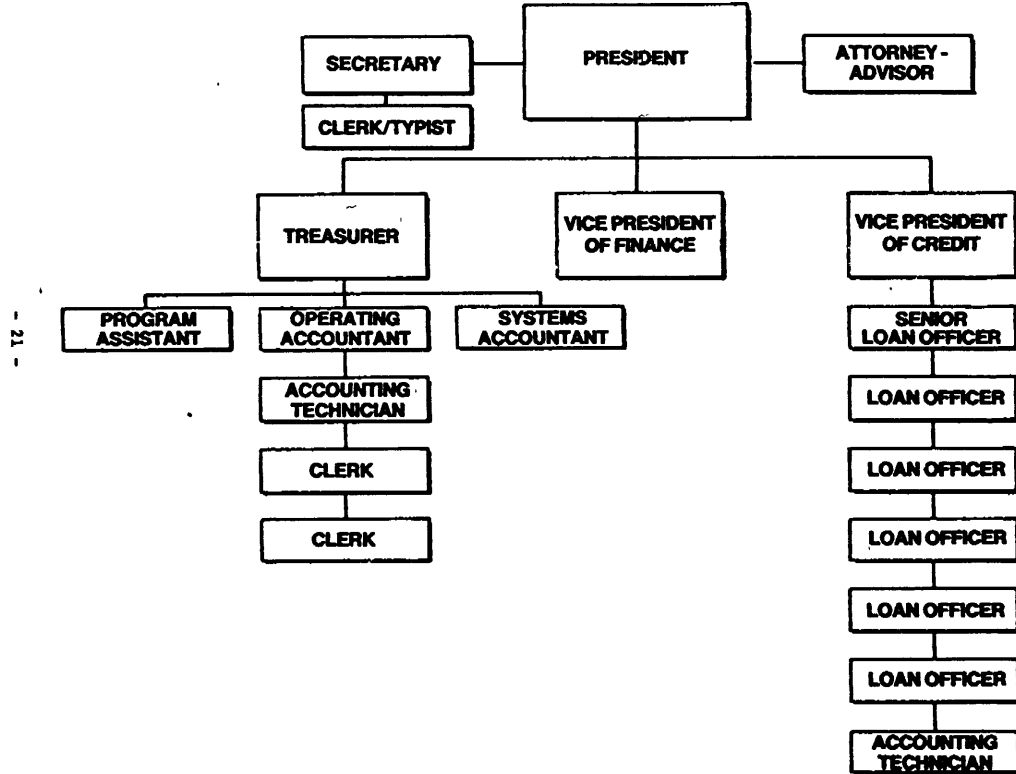 PRESIDENT
SECRETARY
ATTORNEY -
ADVISOR
CLERK/TYPIST
TREASURER
VICE PRESIDENT
OF FINANCE
VICE PRESIDENT
OF CREDIT
PROGRAM
ASSISTANT
OPERATING
ACCOUNTANT
SYSTEMS
ACCOUNTANT
SENIOR
LOAN OFFICER
ACCOUNTING
TECHNICIAN
LOAN OFFICER
CLERK
LOAN OFFICER
CLERK
LOAN OFFICER
LOAN OFFICER
LOAN OFFICER
ACCOUNTING
TECHNICIAN
- 21 -